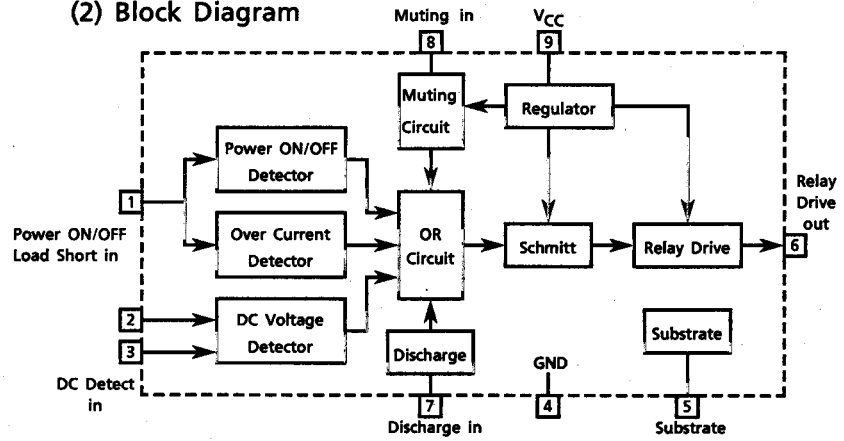 (2) Block Diagram
Muting in
VCC
8
9
Muting
Circuit
Regulator
Power ON/OFF
Detector
1
Power ON/OFF
Load Short in
Over Current
Detector
OR
Circuit
Schmitt
Relay Drive
Relay
Drive
out
6
2
3
DC Voltage
Detector
DC Detect
in
Discharge
GND
Substrate
7
4
5
Discharge in
Substrate